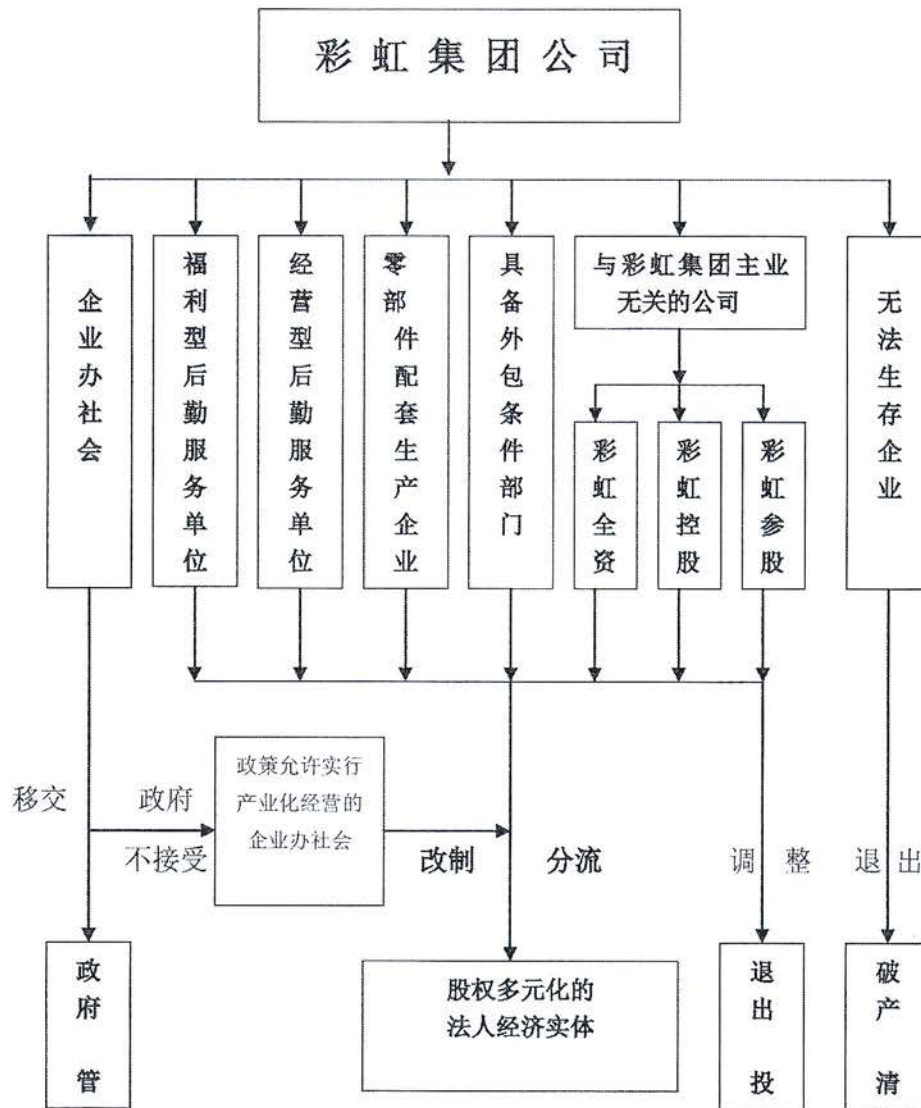 彩虹集团公司
企业办社会
福利型后勤服务单位
经营型后勤服务单位
零部件配套生产企业
具备外包条件部门
与彩虹集团主业
无关的公司
彩虹全资
彩虹控股
彩虹参股
无法生存企业
移交
政府
不接受
政策允许实行
产业化经营的
企业办社会
改制
分流
调整
退出
政府管
股权多元化的
法人经济实体
退出投
破产清